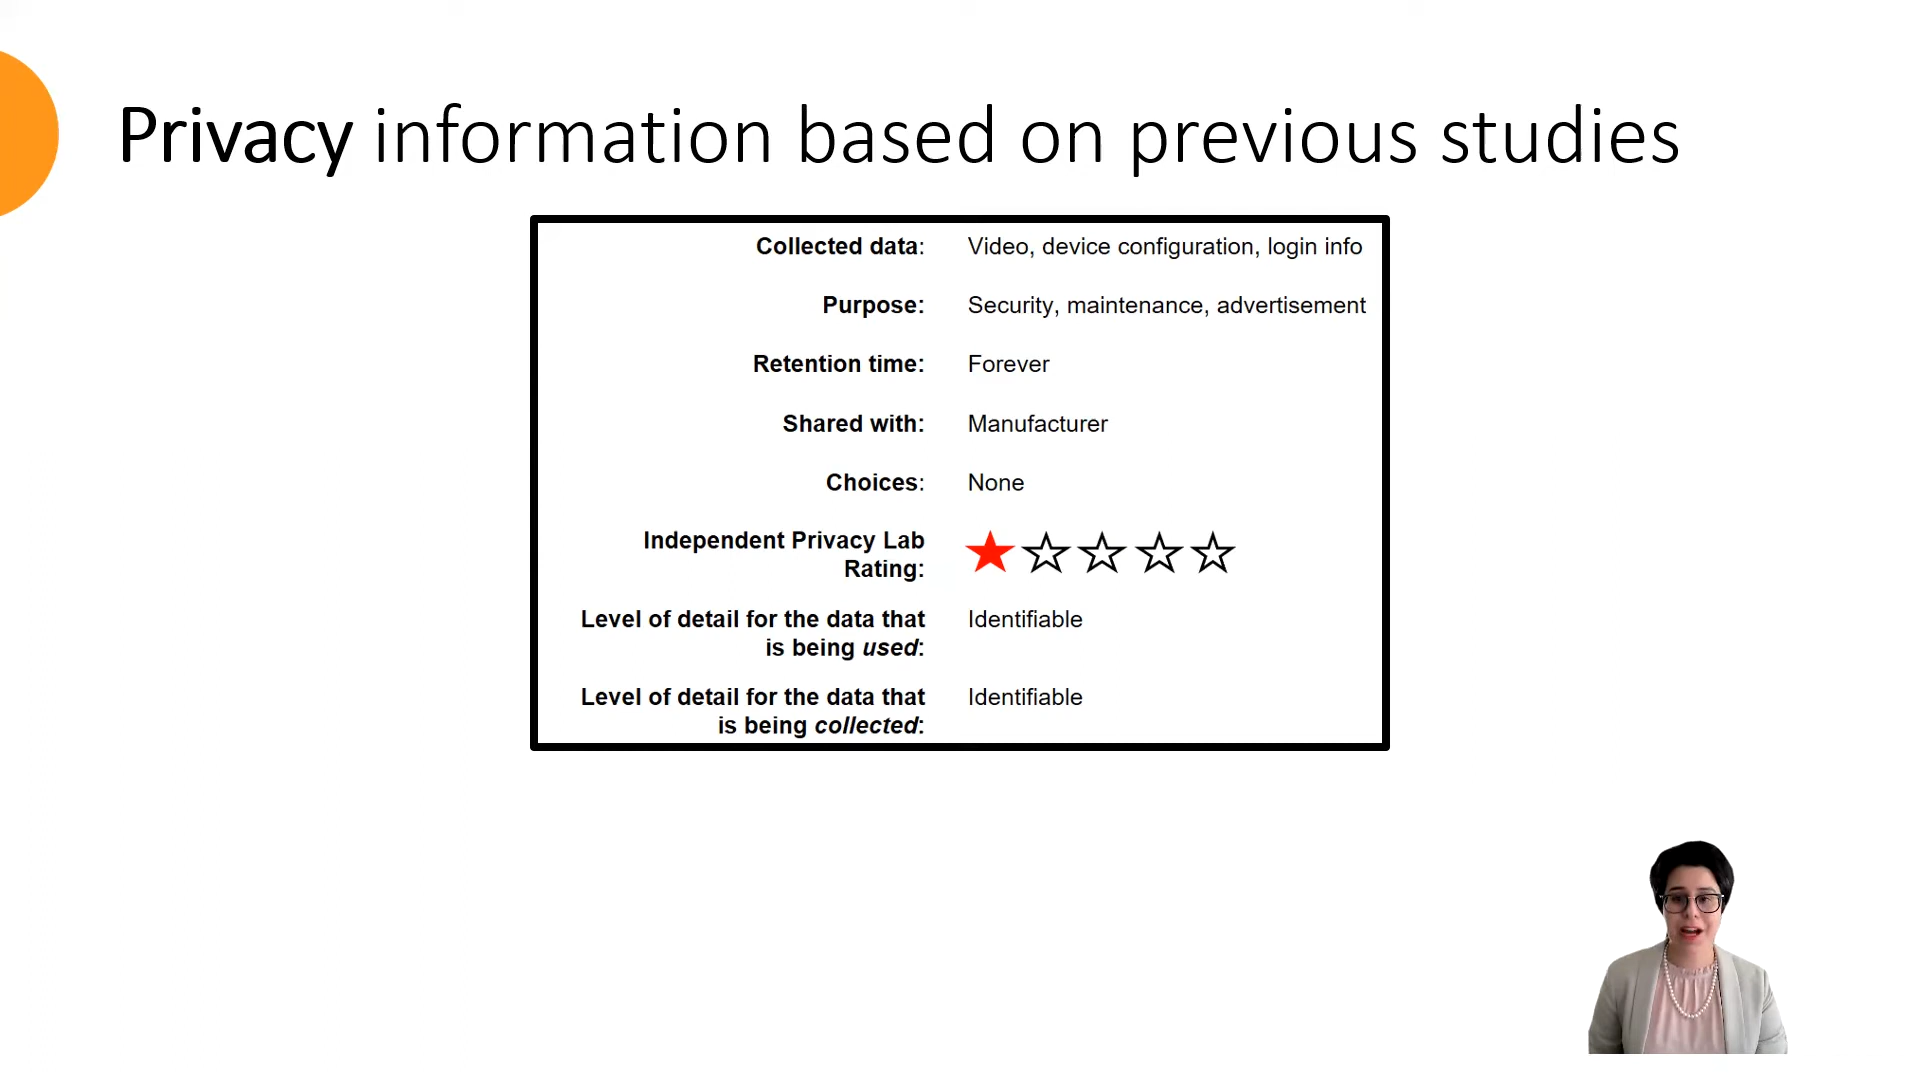 Privacy information based on previous studies
Collected data: Video, device configuration, login info
Purpose: Security, maintenance, advertisement
Retention time: Forever
Shared with: Manufacturer
Choices: None
Independent Privacy Lab
Rating:
Level of detail for the data that Identifiable
is being used:
Level of detail for the data that Identifiable
is being collected: